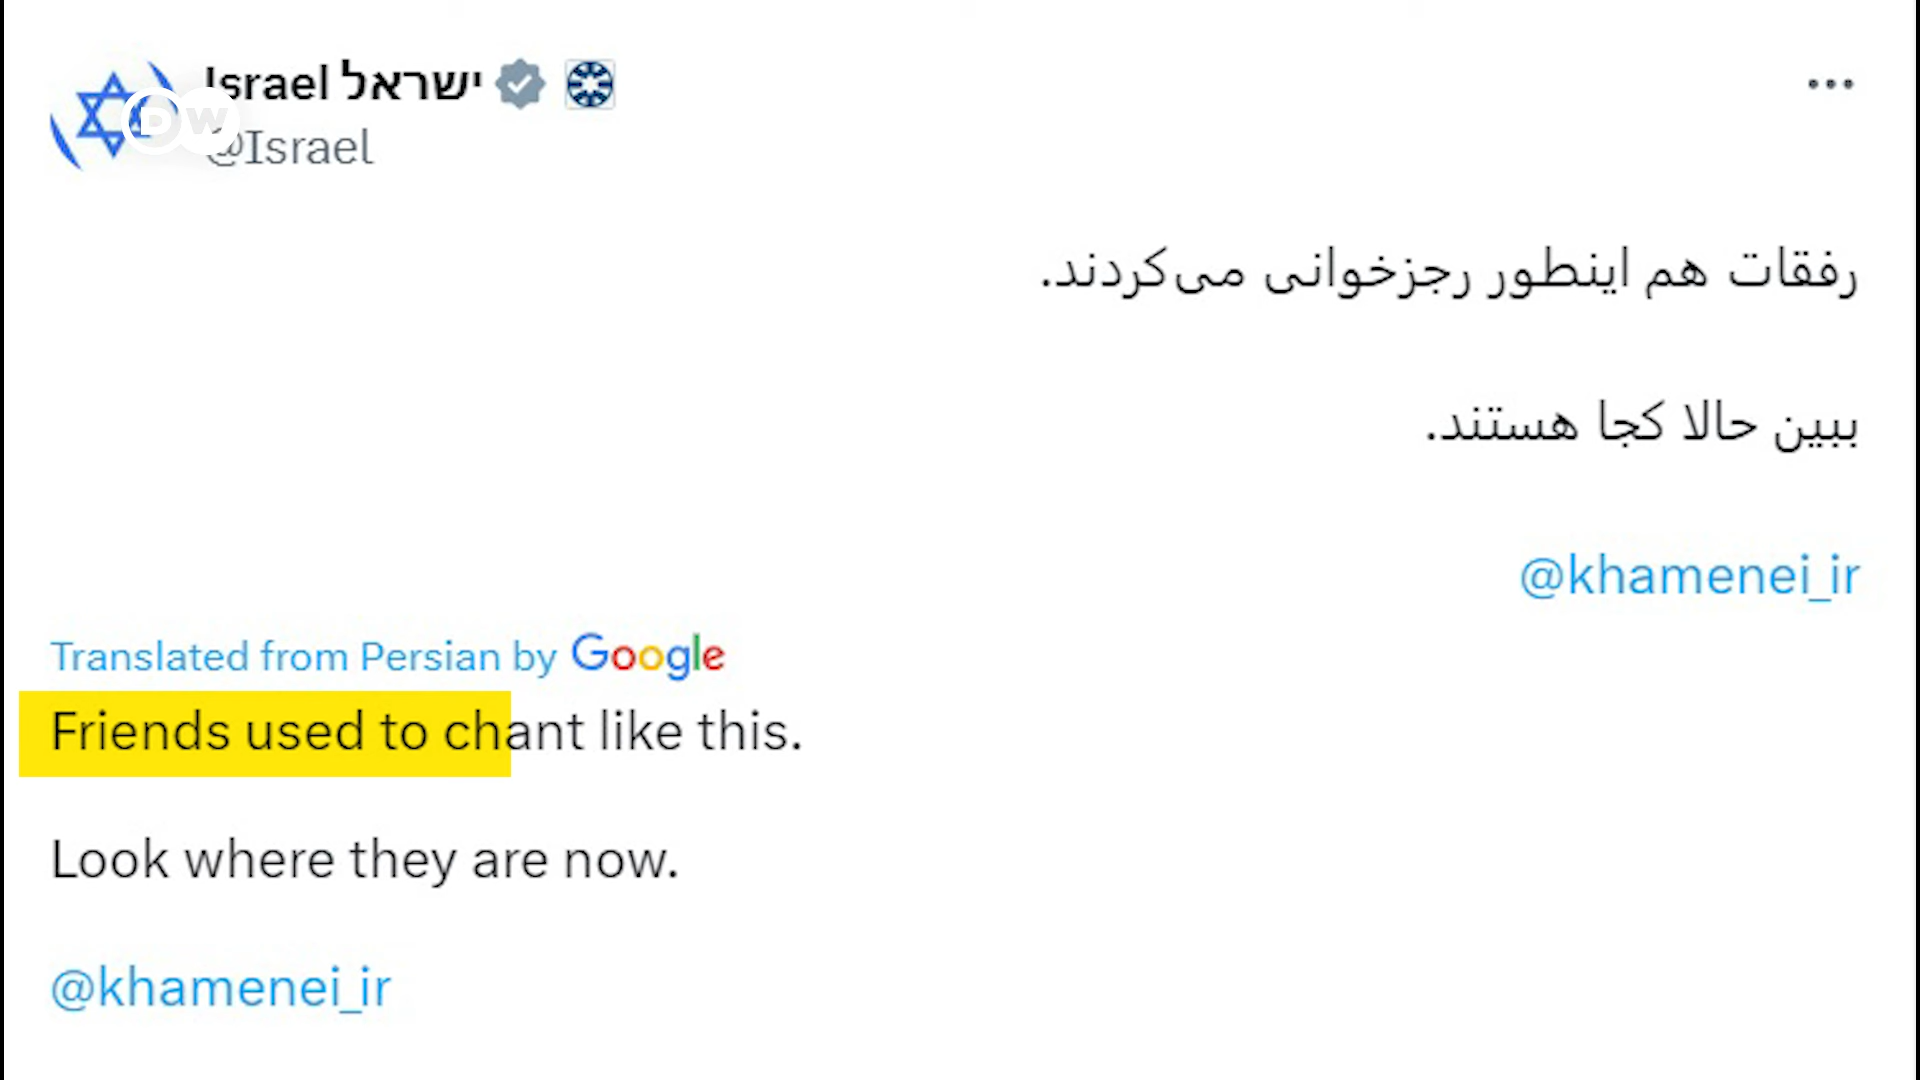 Israel ישראל
DW
@Israel
رفقات هم اینطور رجزخوانی می‌کردند.
ببین حالا کجا هستند.
@khamenei_ir
Translated from Persian by Google
Friends used to chant like this.
Look where they are now.
@khamenei_ir